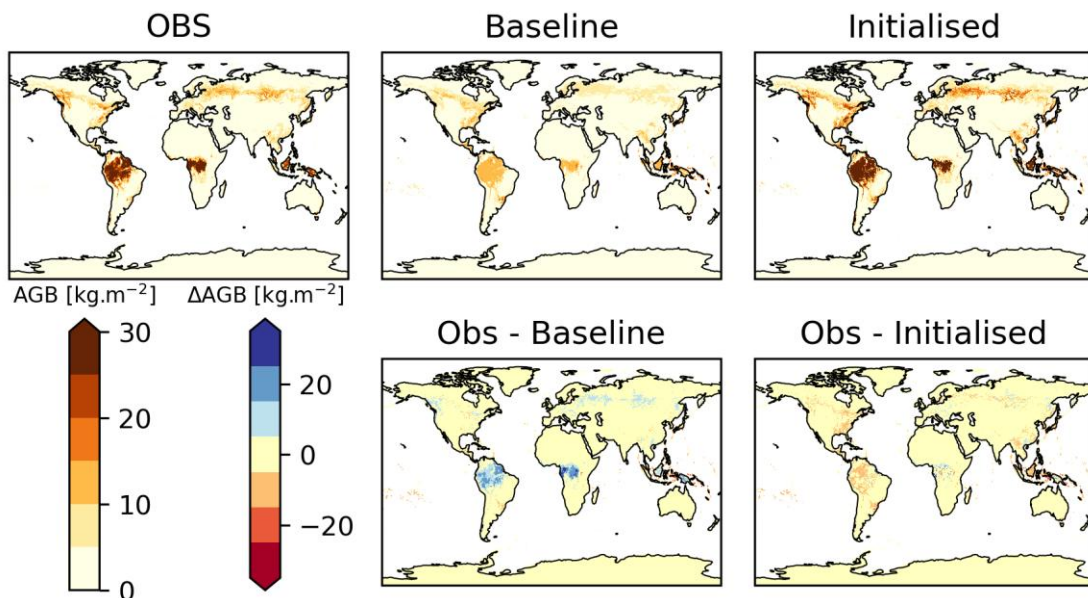 OBS
Baseline
Initialised
AGB [kg.m−2]
ΔAGB [kg.m−2]
30
20
10
0
20
0
−20
Obs - Baseline
Obs - Initialised